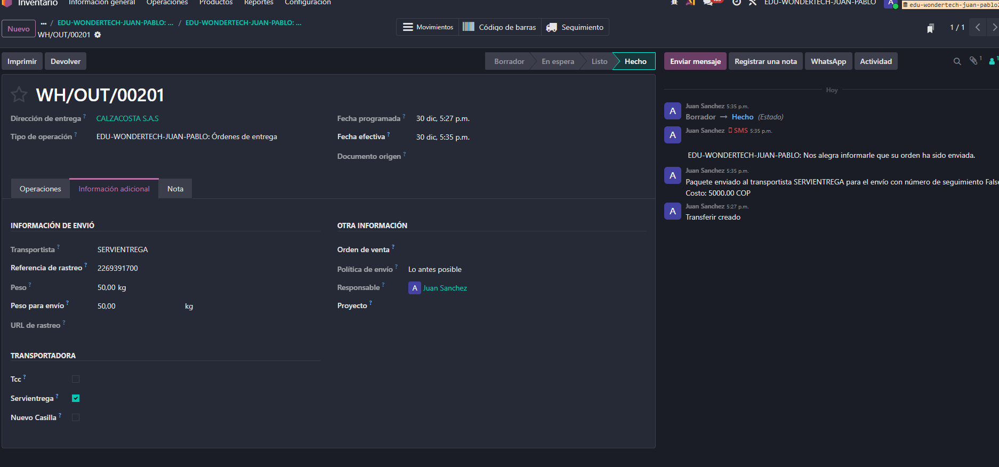 Inventario Información general Operaciones Productos Reportes Configuración
EDU-WONDERTECH-JUAN-PABLO
edu-wondertech-juan-pablo
Nuevo
... / EDU-WONDERTECH-JUAN-PABLO: ... / EDU-WONDERTECH-JUAN-PABLO: ...
WH/OUT/00201
Movimientos
Código de barras
Seguimiento
1 / 1
Imprimir
Devolver
Borrador
En espera
Listo
Hecho
Enviar mensaje
Registrar una nota
WhatsApp
Actividad
1
1
WH/OUT/00201
Dirección de entrega ? CALZACOSTA S.A.S
Tipo de operación ? EDU-WONDERTECH-JUAN-PABLO: Órdenes de entrega
Fecha programada ? 30 dic, 5:27 p.m.
Fecha efectiva ? 30 dic, 5:35 p.m.
Documento origen ?
Operaciones
Información adicional
Nota
INFORMACIÓN DE ENVIÓ
Transportista ? SERVIENTREGA
Referencia de rastreo ? 2269391700
Peso ? 50,00 kg
Peso para envío ? 50,00 kg
URL de rastreo ?
OTRA INFORMACIÓN
Orden de venta ?
Política de envío ? Lo antes posible
Responsable ? A Juan Sanchez
Proyecto ?
TRANSPORTADORA
Tcc ?
Servientrega ?
Nuevo Casilla ?
Hoy
A
Juan Sanchez 5:35 p.m.
Borrador → Hecho (Estado)
A
Juan Sanchez SMS 5:35 p.m.
EDU-WONDERTECH-JUAN-PABLO: Nos alegra informarle que su orden ha sido enviada.
A
Juan Sanchez 5:35 p.m.
Paquete enviado al transportista SERVIENTREGA para el envío con número de seguimiento False
Costo: 5000.00 COP
A
Juan Sanchez 5:27 p.m.
Transferir creado